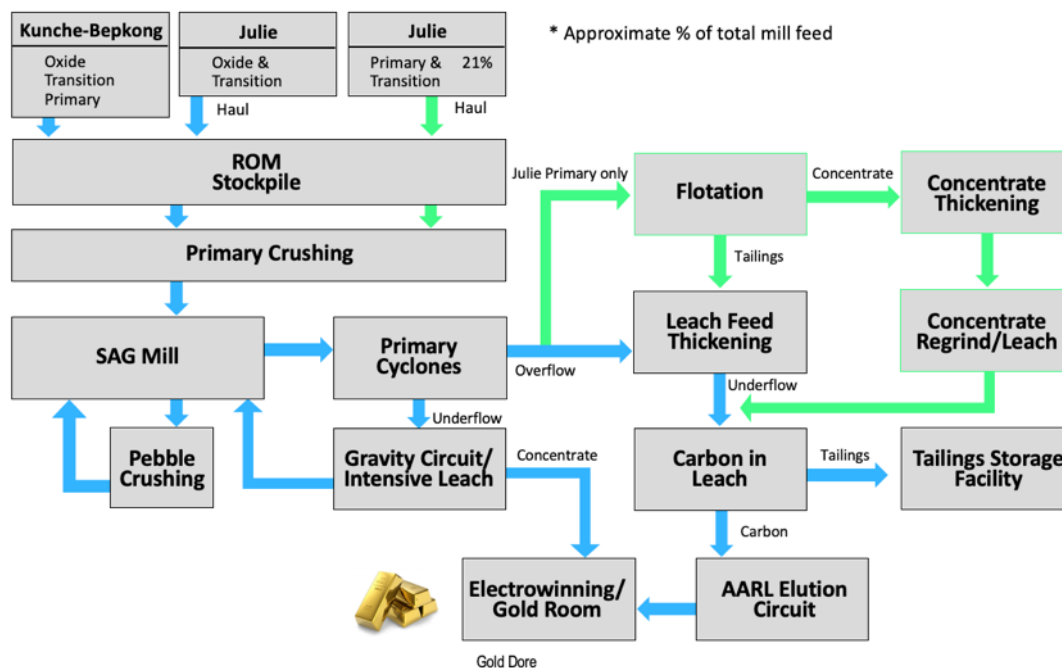 Kunche-Bepkong
Oxide
Transition
Primary
Julie
Oxide &
Transition
Julie
Primary & 21%
Transition
* Approximate % of total mill feed
Haul
Haul
ROM
Stockpile
Primary Crushing
SAG Mill
Pebble
Crushing
Primary
Cyclones
Overflow
Underflow
Gravity Circuit/
Intensive Leach
Concentrate
Julie Primary only
Flotation
Concentrate
Concentrate
Thickening
Tailings
Leach Feed
Thickening
Concentrate
Regrind/Leach
Underflow
Carbon in
Leach
Tailings
Tailings Storage
Facility
Carbon
AARL Elution
Circuit
Electrowinning/
Gold Room
Gold Dore